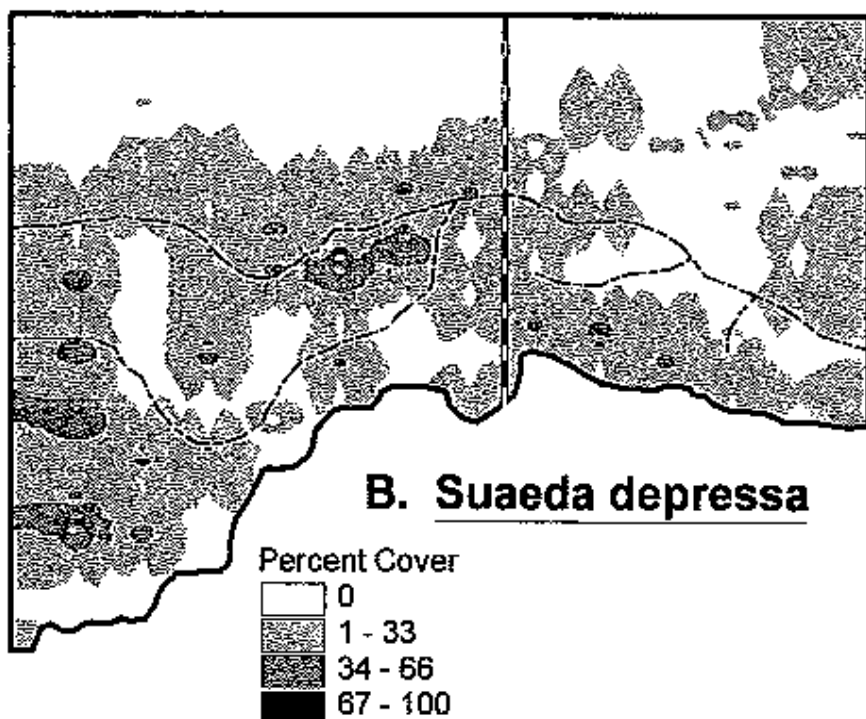 B. Suaeda depressa
Percent Cover
0
1 - 33
34 - 66
67 - 100